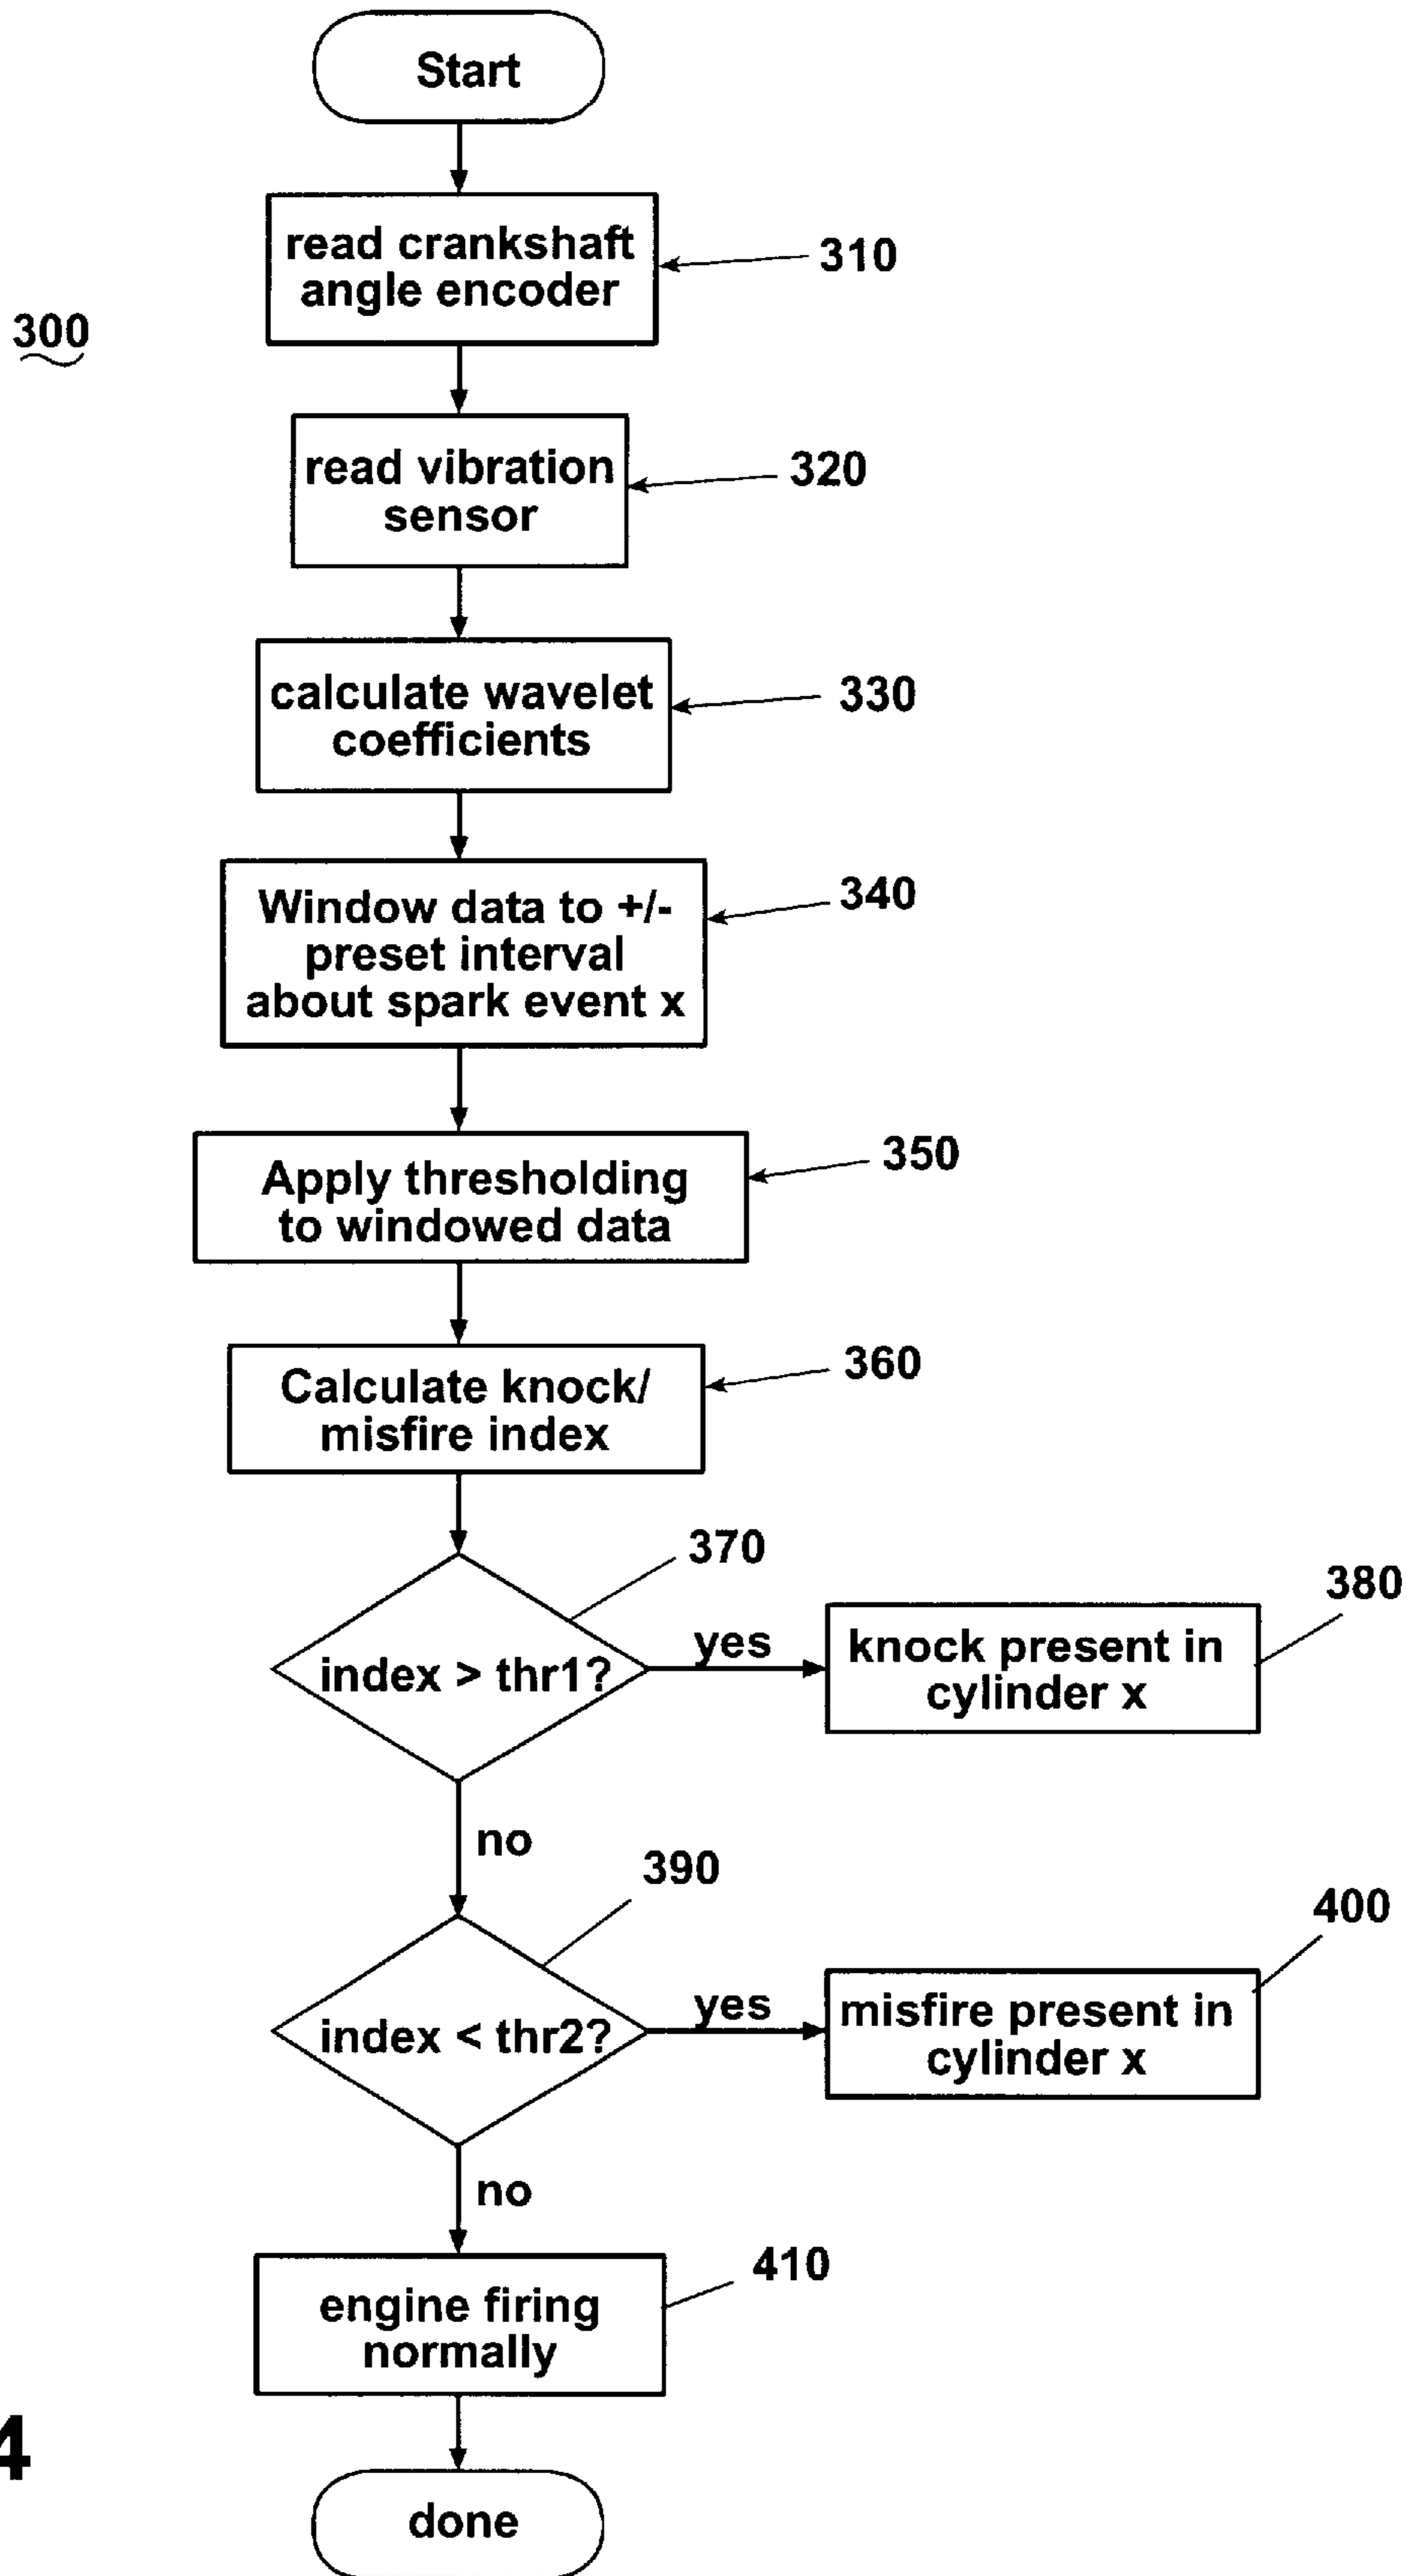 Start
read crankshaft
angle encoder
310
300
read vibration
sensor
320
calculate wavelet
coefficients
330
Window data to +/-
preset interval
about spark event x
340
Apply thresholding
to windowed data
350
Calculate knock/
misfire index
360
370
index > thr1?
yes
380
knock present in
cylinder x
no
390
index < thr2?
yes
400
misfire present in
cylinder x
no
410
engine firing
normally
4
done